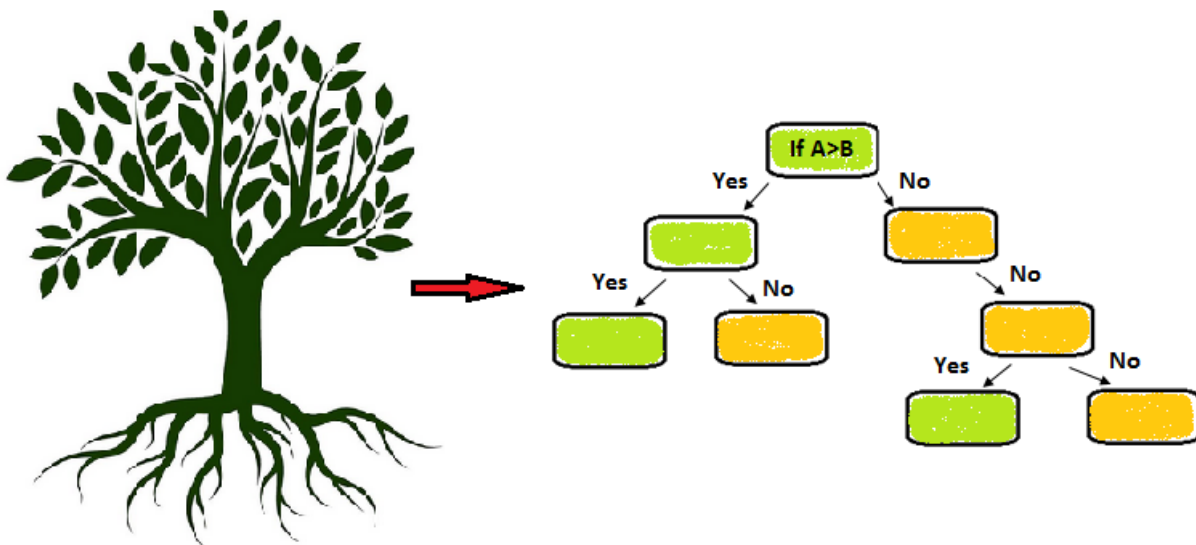 If A>B
Yes
No
Yes
No
No
Yes
No